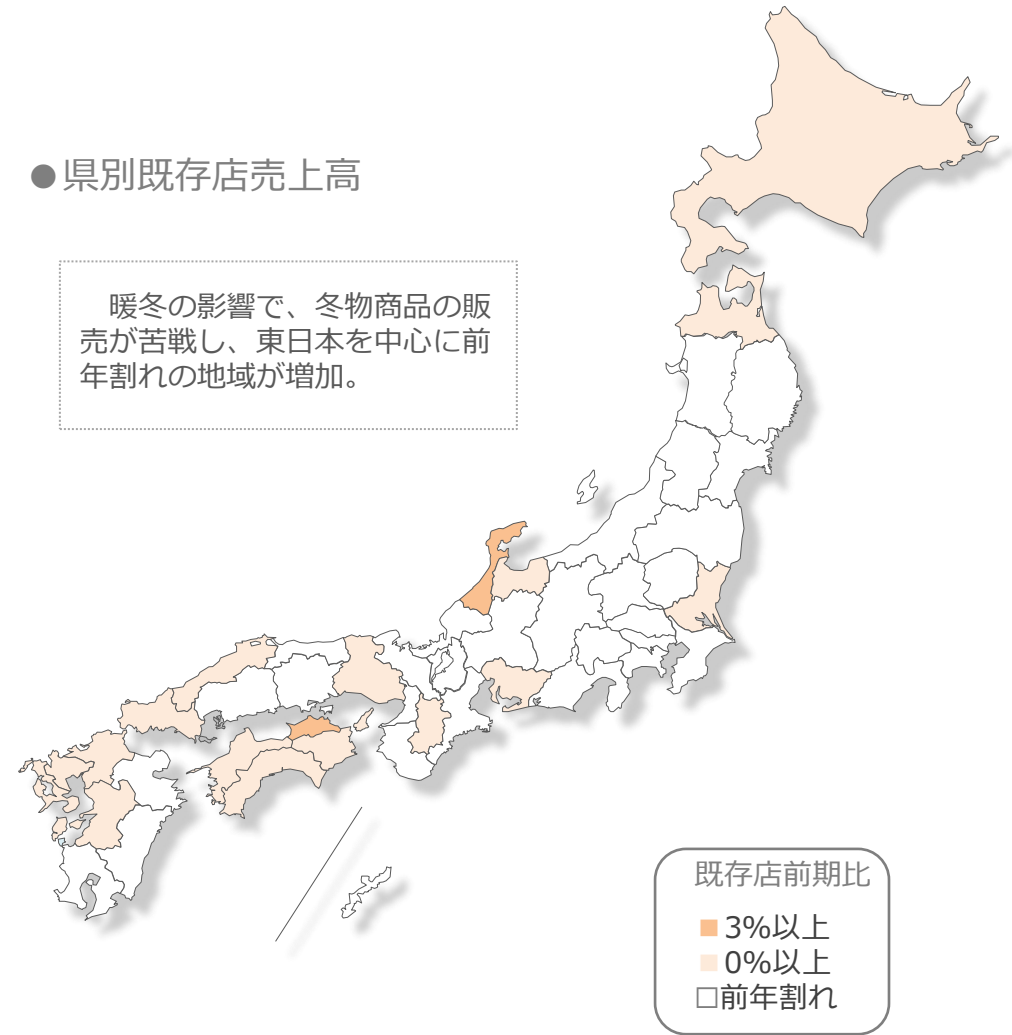 ●県別既存店売上高
　暖冬の影響で、冬物商品の販
売が苦戦し、東日本を中心に前
年割れの地域が増加。
既存店前期比
■3%以上
■0%以上
□前年割れ